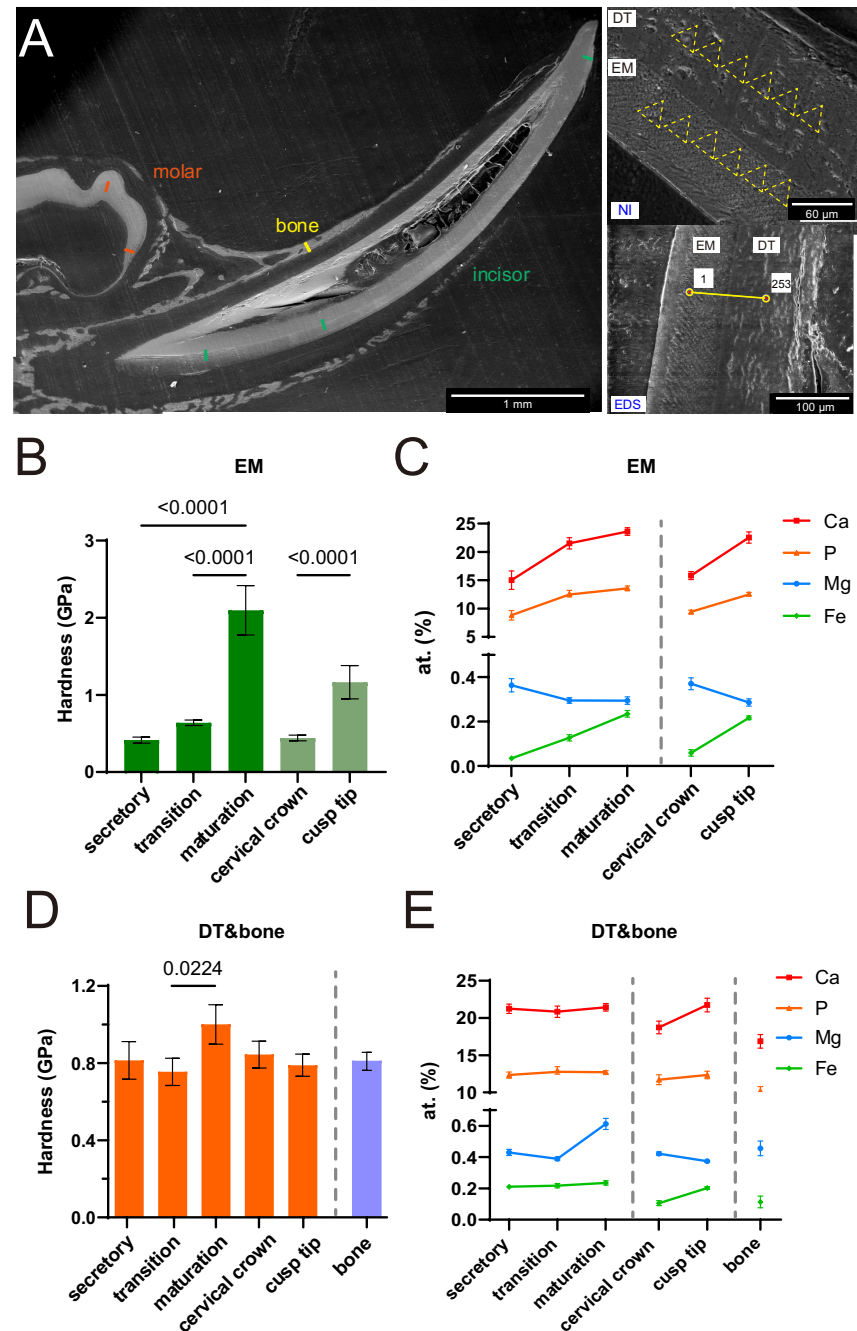 A
molar
bone
incisor
1 mm
DT
EM
NI
60 µm
EM
DT
1
253
EDS
100 µm
B
EM
<0.0001
<0.0001
<0.0001
Hardness (GPa)
3
2
1
0
secretory
transition
maturation
cervical crown
cusp tip
C
EM
at. (%)
25
20
15
10
5
0.4
0.2
0.0
secretory
transition
maturation
cervical crown
cusp tip
Ca
P
Mg
Fe
D
DT&bone
0.0224
Hardness (GPa)
1.2
0.8
0.4
0.0
secretory
transition
maturation
cervical crown
cusp tip
bone
E
DT&bone
at. (%)
25
20
15
10
0.6
0.4
0.2
0.0
secretory
transition
maturation
cervical crown
cusp tip
bone
Ca
P
Mg
Fe